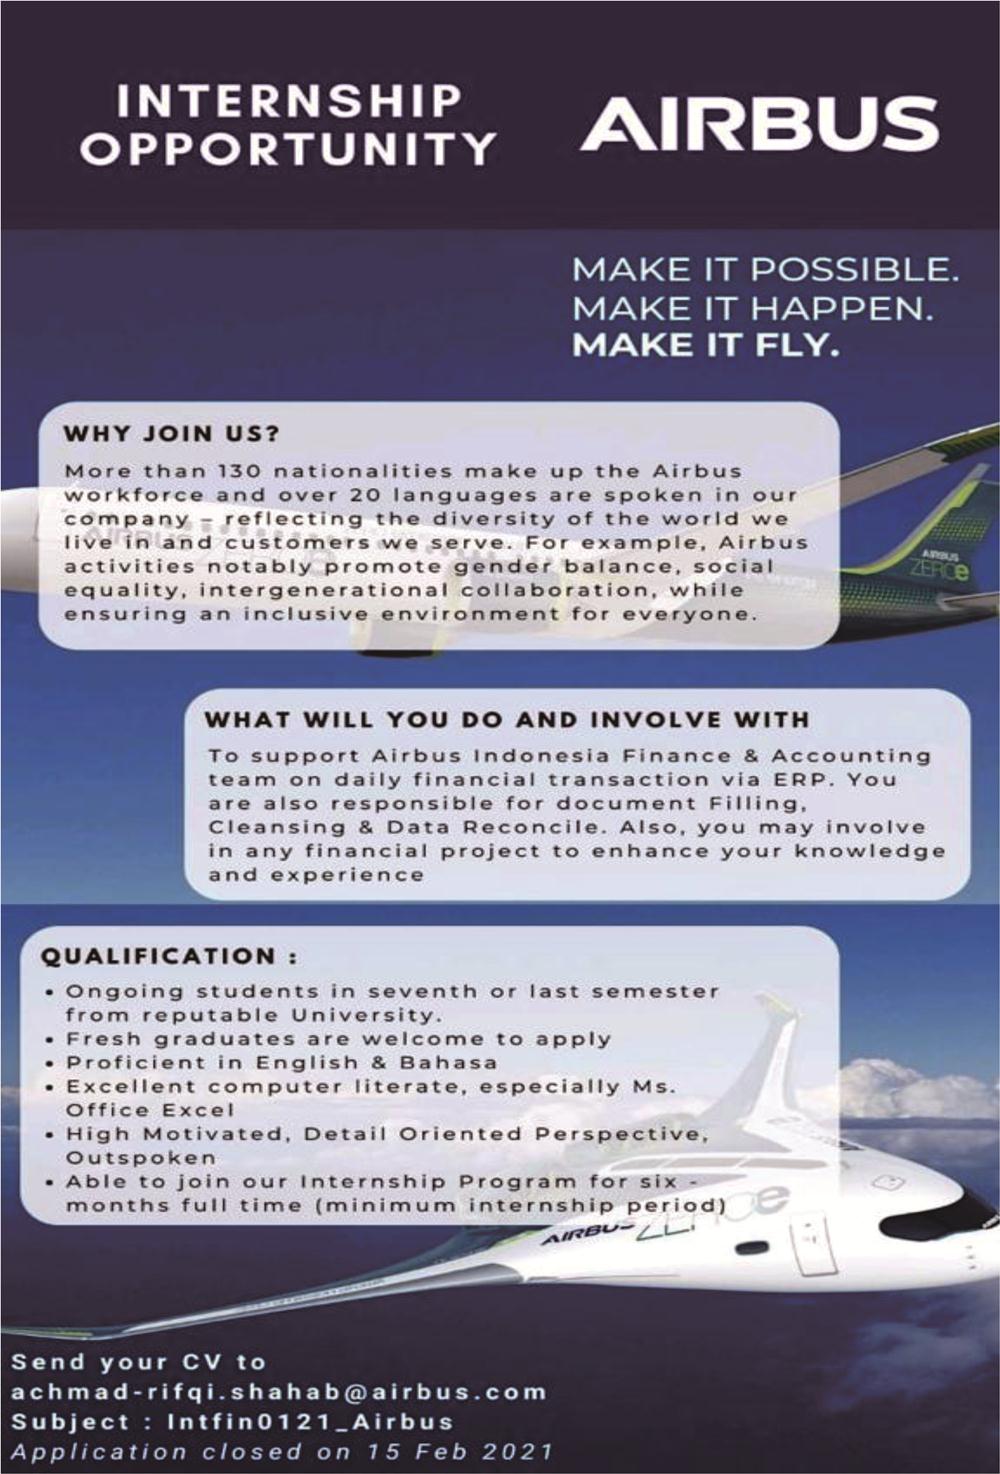 INTERNSHIP
OPPORTUNITY
AIRBUS
MAKE IT POSSIBLE.
MAKE IT HAPPEN.
MAKE IT FLY.
WHY JOIN US?
More than 130 nationalities make up the Airbus
workforce and over 20 languages are spoken in our
company – reflecting the diversity of the world we
live in and customers we serve. For example, Airbus
activities notably promote gender balance, social
equality, intergenerational collaboration, while
ensuring an inclusive environment for everyone.
AIRBUS
ZEROe
WHAT WILL YOU DO AND INVOLVE WITH
To support Airbus Indonesia Finance & Accounting
team on daily financial transaction via ERP. You
are also responsible for document Filling,
Cleansing & Data Reconcile. Also, you may involve
in any financial project to enhance your knowledge
and experience
QUALIFICATION :
• Ongoing students in seventh or last semester
from reputable University.
• Fresh graduates are welcome to apply
• Proficient in English & Bahasa
• Excellent computer literate, especially Ms.
Office Excel
• High Motivated, Detail Oriented Perspective,
Outspoken
• Able to join our Internship Program for six -
months full time (minimum internship period)
AIRBUS ZEROe
Send your CV to
achmad-rifqi.shahab@airbus.com
Subject : Intfin0121_Airbus
Application closed on 15 Feb 2021